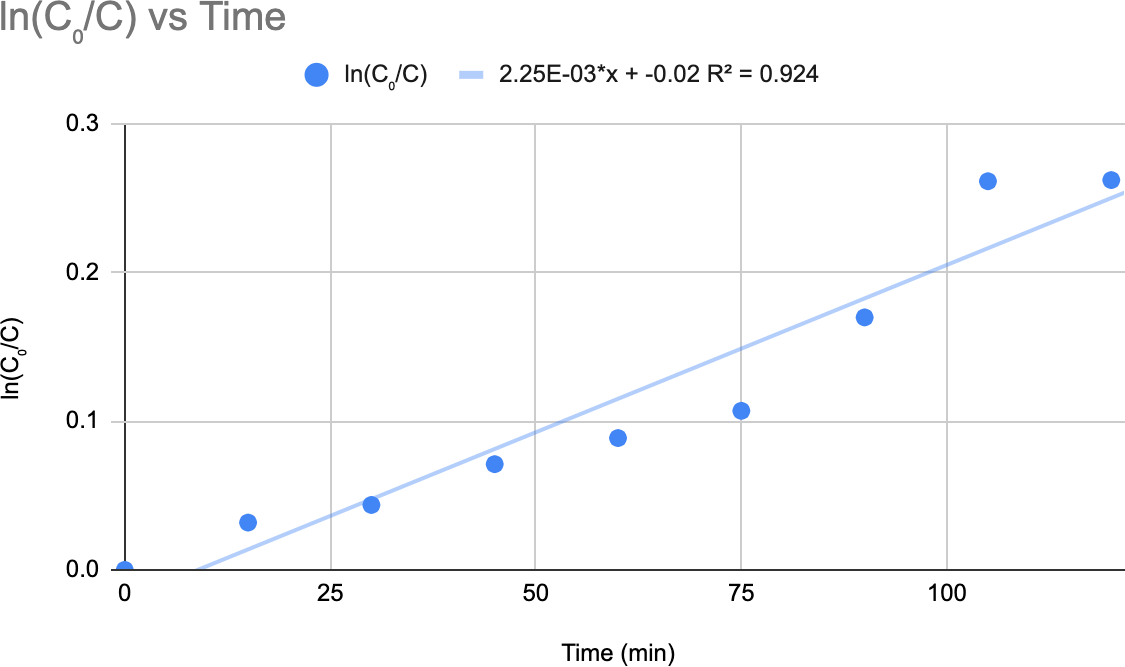 ln(C₀/C) vs Time
ln(C₀/C) 2.25E-03*x + -0.02 R² = 0.924
0.3
0.2
0.1
0.0
ln(C₀/C)
0 25 50 75 100
Time (min)